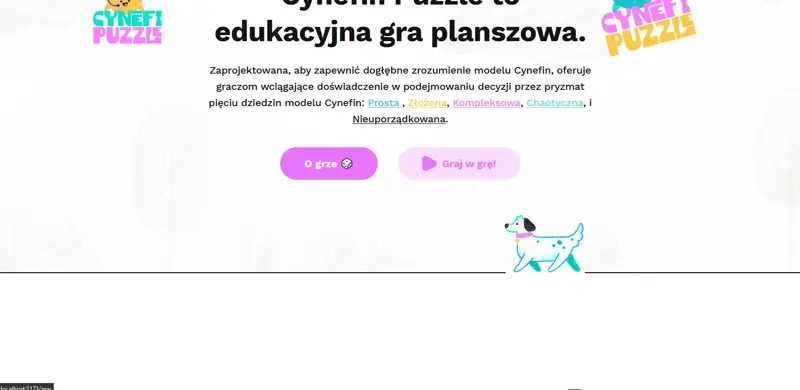 CYNEFI
PUZZLE
Cynefin Puzzle to
edukacyjna gra planszowa.
CYNEFI
PUZZLE
Zaprojektowana, aby zapewnić dogłębne zrozumienie modelu Cynefin, oferuje
graczom wciągające doświadczenie w podejmowaniu decyzji przez pryzmat
pięciu dziedzin modelu Cynefin: Prosta , Złożona, Kompleksowa, Chaotyczna, i
Nieuporządkowana.
O grze
Graj w grę!
localhost:5173/app